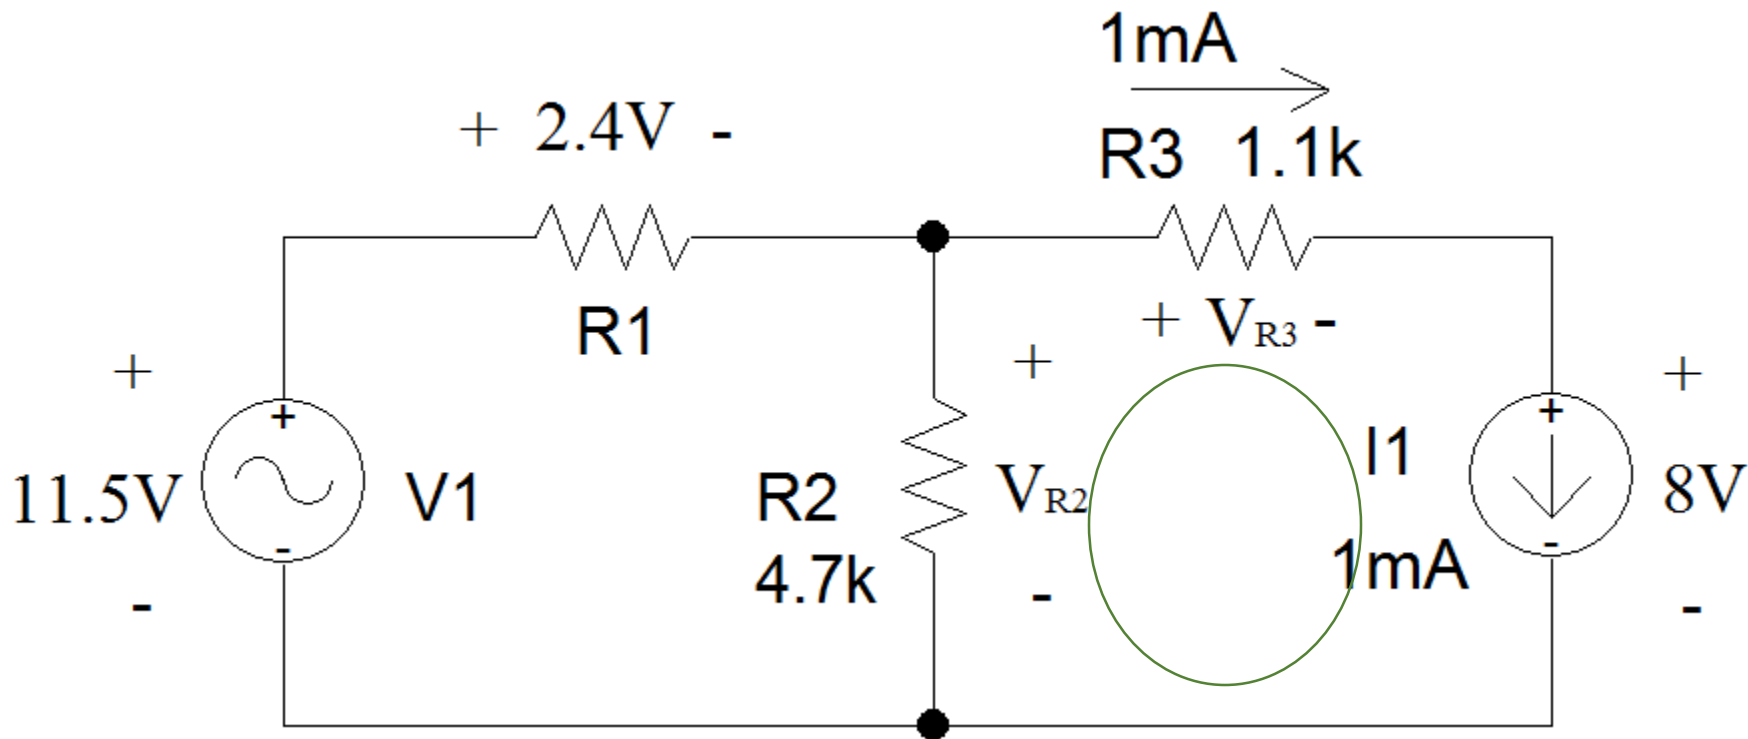 1mA
+ 2.4V -
R3 1.1k
R1
+ VR3 -
+
+
+
+
+
11.5V
V1
R2
VR2
I1
8V
4.7k
1mA
-
-
-
-
-